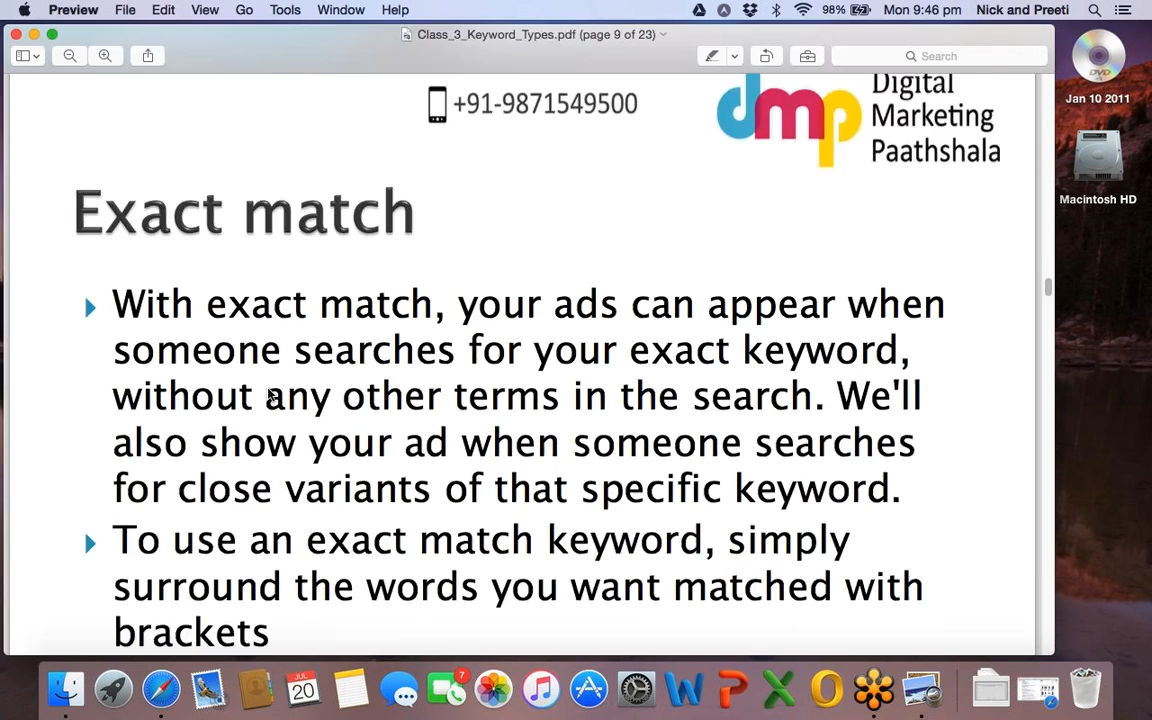 Preview File Edit View Go Tools Window Help 98% Mon 9:46 pm Nick and Preeti
Class_3_Keyword_Types.pdf (page 9 of 23)
Search
DVD
Jan 10 2011
Macintosh HD
+91-9871549500
dmp
Digital
Marketing
Paathshala
Exact match
With exact match, your ads can appear when
someone searches for your exact keyword,
without any other terms in the search. We'll
also show your ad when someone searches
for close variants of that specific keyword.
To use an exact match keyword, simply
surround the words you want matched with
brackets
JUL
20
7